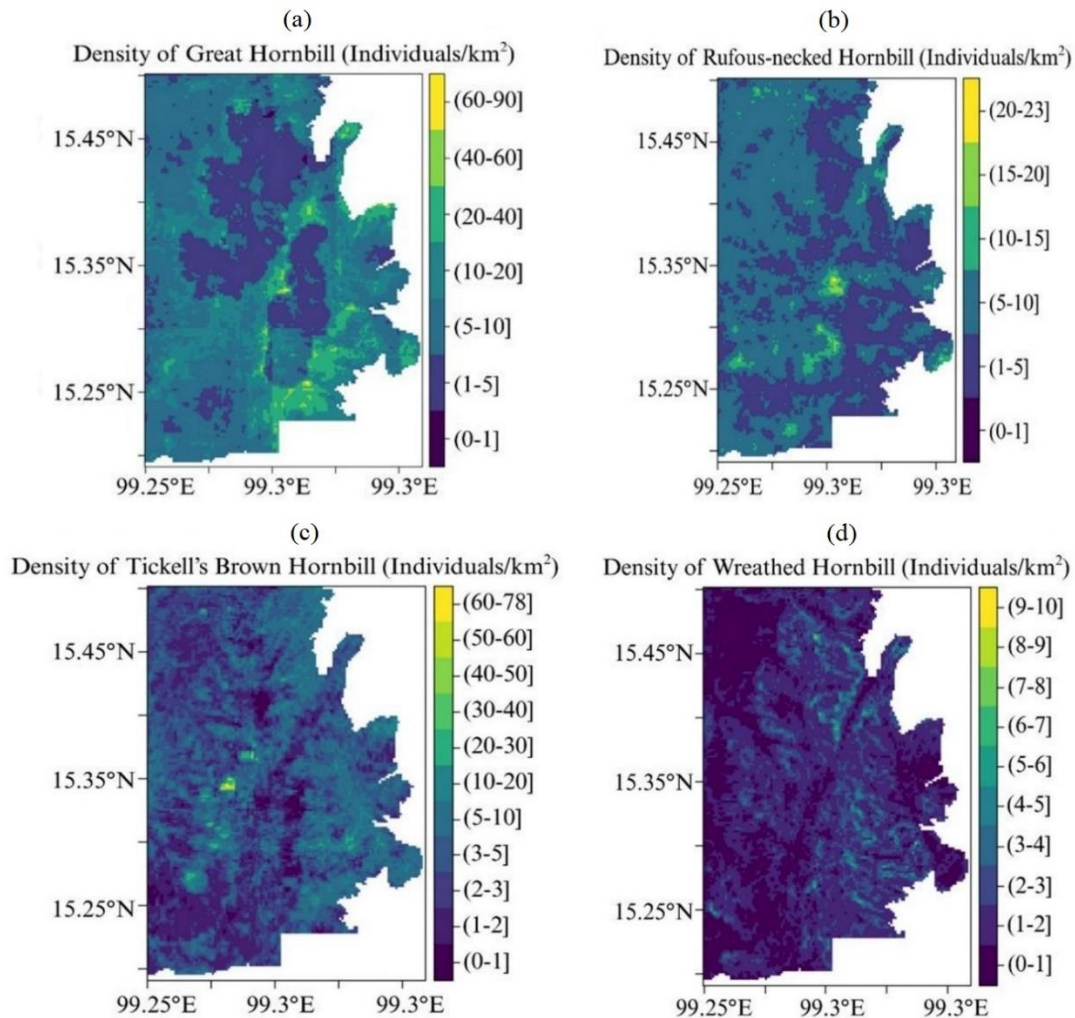 (a)
Density of Great Hornbill (Individuals/km²)
15.45°N
15.35°N
15.25°N
99.25°E
99.3°E
99.3°E
(60-90]
(40-60]
(20-40]
(10-20]
(5-10]
(1-5]
(0-1]
(b)
Density of Rufous-necked Hornbill (Individuals/km²)
15.45°N
15.35°N
15.25°N
99.25°E
99.3°E
99.3°E
(20-23]
(15-20]
(10-15]
(5-10]
(1-5]
(0-1]
(c)
Density of Tickell's Brown Hornbill (Individuals/km²)
15.45°N
15.35°N
15.25°N
99.25°E
99.3°E
99.3°E
(60-78]
(50-60]
(40-50]
(30-40]
(20-30]
(10-20]
(5-10]
(3-5]
(2-3]
(1-2]
(0-1]
(d)
Density of Wreathed Hornbill (Individuals/km²)
15.45°N
15.35°N
15.25°N
99.25°E
99.3°E
99.3°E
(9-10]
(8-9]
(7-8]
(6-7]
(5-6]
(4-5]
(3-4]
(2-3]
(1-2]
(0-1]